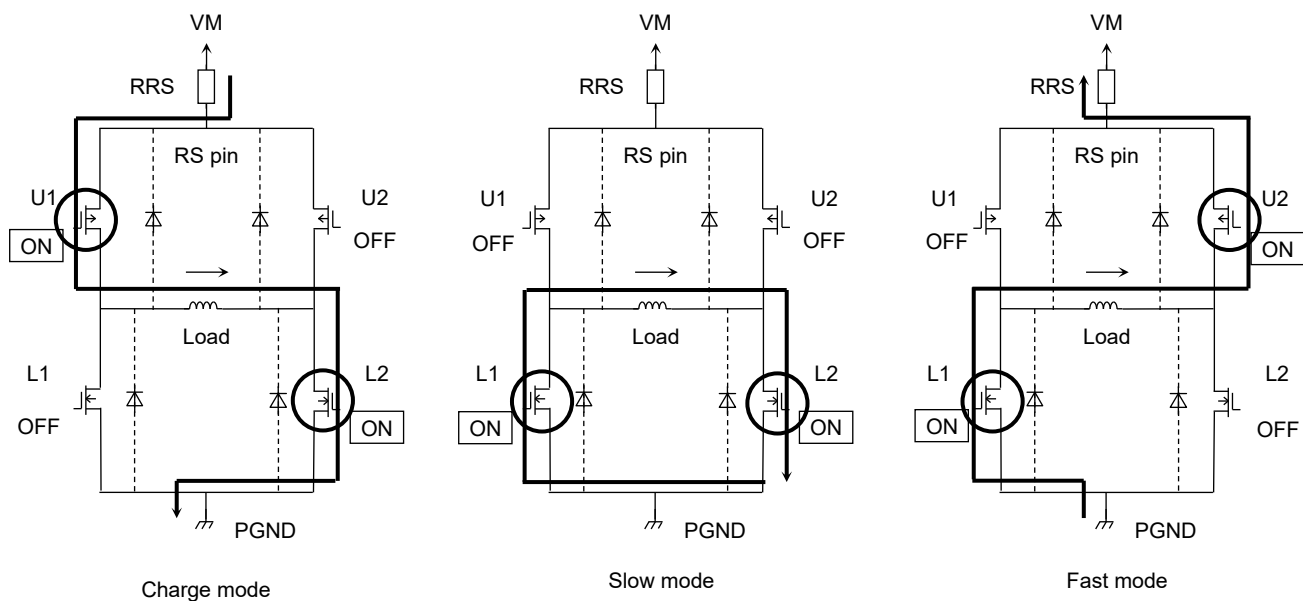 VM
RRS
RS pin
U1
U2
ON
OFF
Load
L1
L2
OFF
ON
PGND
Charge mode
VM
RRS
RS pin
U1
U2
OFF
OFF
Load
L1
L2
ON
ON
PGND
Slow mode
VM
RRS
RS pin
U1
U2
OFF
ON
Load
L1
L2
ON
OFF
PGND
Fast mode